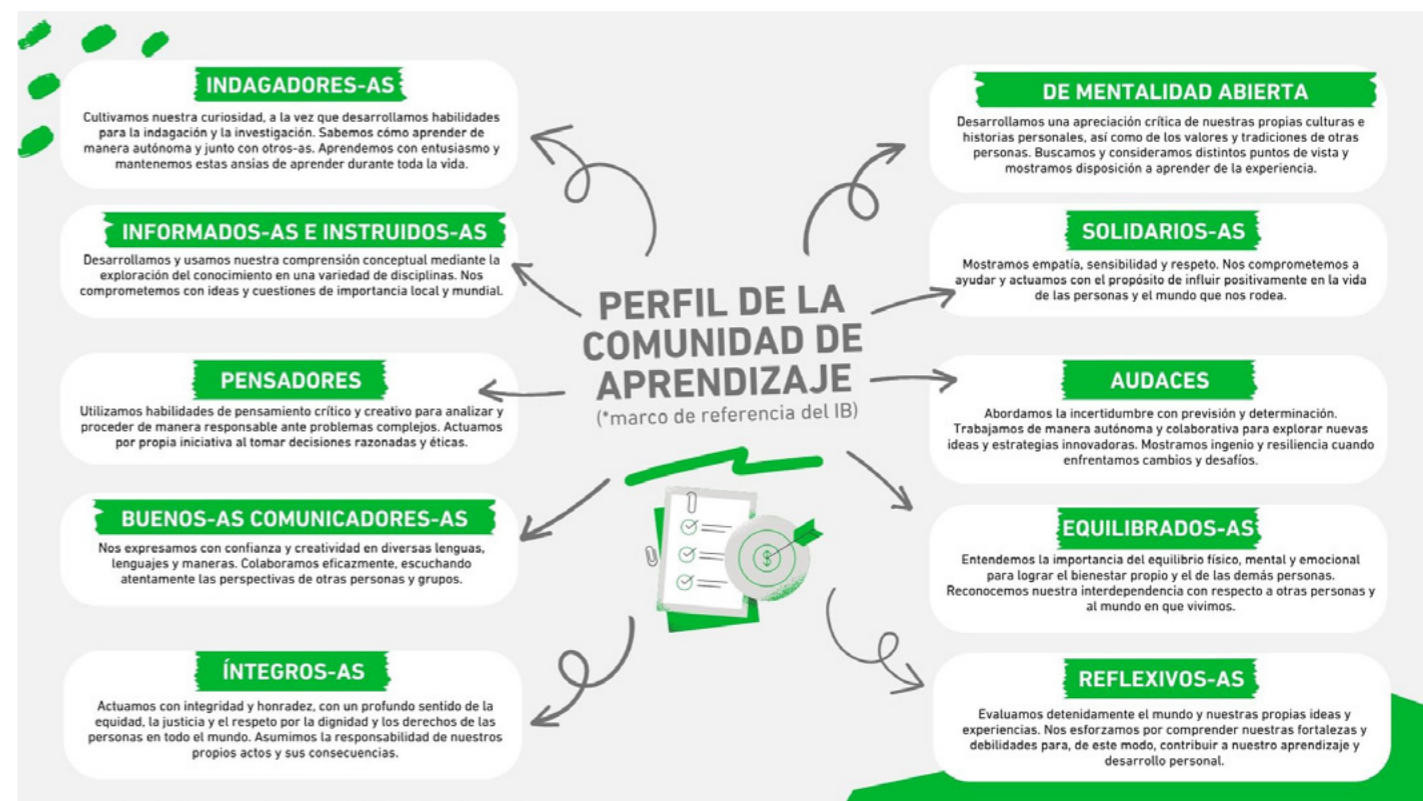 INDAGADORES-AS
Cultivamos nuestra curiosidad, a la vez que desarrollamos habilidades
para la indagación y la investigación. Sabemos cómo aprender de
manera autónoma y junto con otros-as. Aprendemos con entusiasmo y
mantenemos estas ansias de aprender durante toda la vida.
INFORMADOS-AS E INSTRUIDOS-AS
Desarrollamos y usamos nuestra comprensión conceptual mediante la
exploración del conocimiento en una variedad de disciplinas. Nos
comprometemos con ideas y cuestiones de importancia local y mundial.
PENSADORES
Utilizamos habilidades de pensamiento crítico y creativo para analizar y
proceder de manera responsable ante problemas complejos. Actuamos
por propia iniciativa al tomar decisiones razonadas y éticas.
BUENOS-AS COMUNICADORES-AS
Nos expresamos con confianza y creatividad en diversas lenguas,
lenguajes y maneras. Colaboramos eficazmente, escuchando
atentamente las perspectivas de otras personas y grupos.
ÍNTEGROS-AS
Actuamos con integridad y honradez, con un profundo sentido de la
equidad, la justicia y el respeto por la dignidad y los derechos de las
personas en todo el mundo. Asumimos la responsabilidad de nuestros
propios actos y sus consecuencias.
PERFIL DE LA
COMUNIDAD DE
APRENDIZAJE
(*marco de referencia del IB)
$
DE MENTALIDAD ABIERTA
Desarrollamos una apreciación crítica de nuestras propias culturas e
historias personales, así como de los valores y tradiciones de otras
personas. Buscamos y consideramos distintos puntos de vista y
mostramos disposición a aprender de la experiencia.
SOLIDARIOS-AS
Mostramos empatía, sensibilidad y respeto. Nos comprometemos a
ayudar y actuamos con el propósito de influir positivamente en la vida
de las personas y el mundo que nos rodea.
AUDACES
Abordamos la incertidumbre con previsión y determinación.
Trabajamos de manera autónoma y colaborativa para explorar nuevas
ideas y estrategias innovadoras. Mostramos ingenio y resiliencia cuando
enfrentamos cambios y desafíos.
EQUILIBRADOS-AS
Entendemos la importancia del equilibrio físico, mental y emocional
para lograr el bienestar propio y el de las demás personas.
Reconocemos nuestra interdependencia con respecto a otras personas y
al mundo en que vivimos.
REFLEXIVOS-AS
Evaluamos detenidamente el mundo y nuestras propias ideas y
experiencias. Nos esforzamos por comprender nuestras fortalezas y
debilidades para, de este modo, contribuir a nuestro aprendizaje y
desarrollo personal.